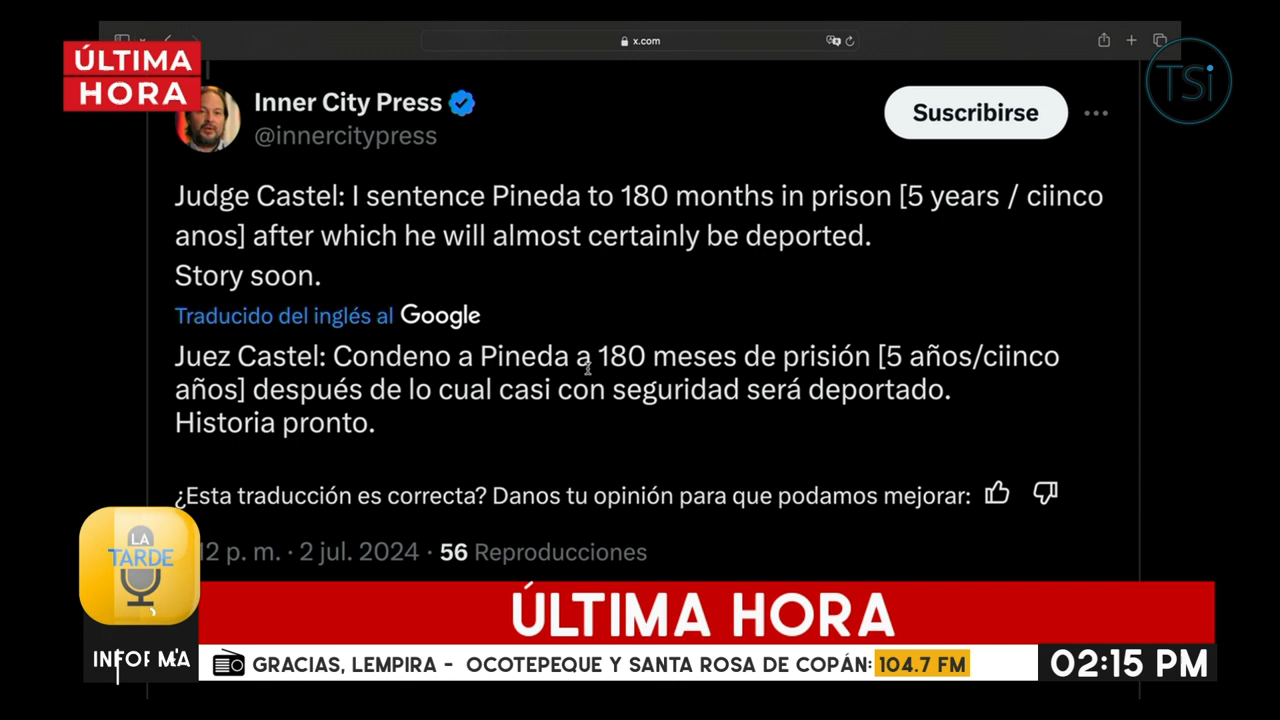 x.com
ÚLTIMA
HORA
TSi
Inner City Press
@innercitypress
Suscribirse
Judge Castel: I sentence Pineda to 180 months in prison [5 years / ciinco
anos] after which he will almost certainly be deported.
Story soon.
Traducido del inglés al Google
Juez Castel: Condeno a Pineda a 180 meses de prisión [5 años/ciinco
años] después de lo cual casi con seguridad será deportado.
Historia pronto.
¿Esta traducción es correcta? Danos tu opinión para que podamos mejorar:
12 p. m. · 2 jul. 2024 · 56 Reproducciones
LA
TARDE
ÚLTIMA HORA
GRACIAS, LEMPIRA - OCOTEPEQUE Y SANTA ROSA DE COPÁN: 104.7 FM
02:15 PM